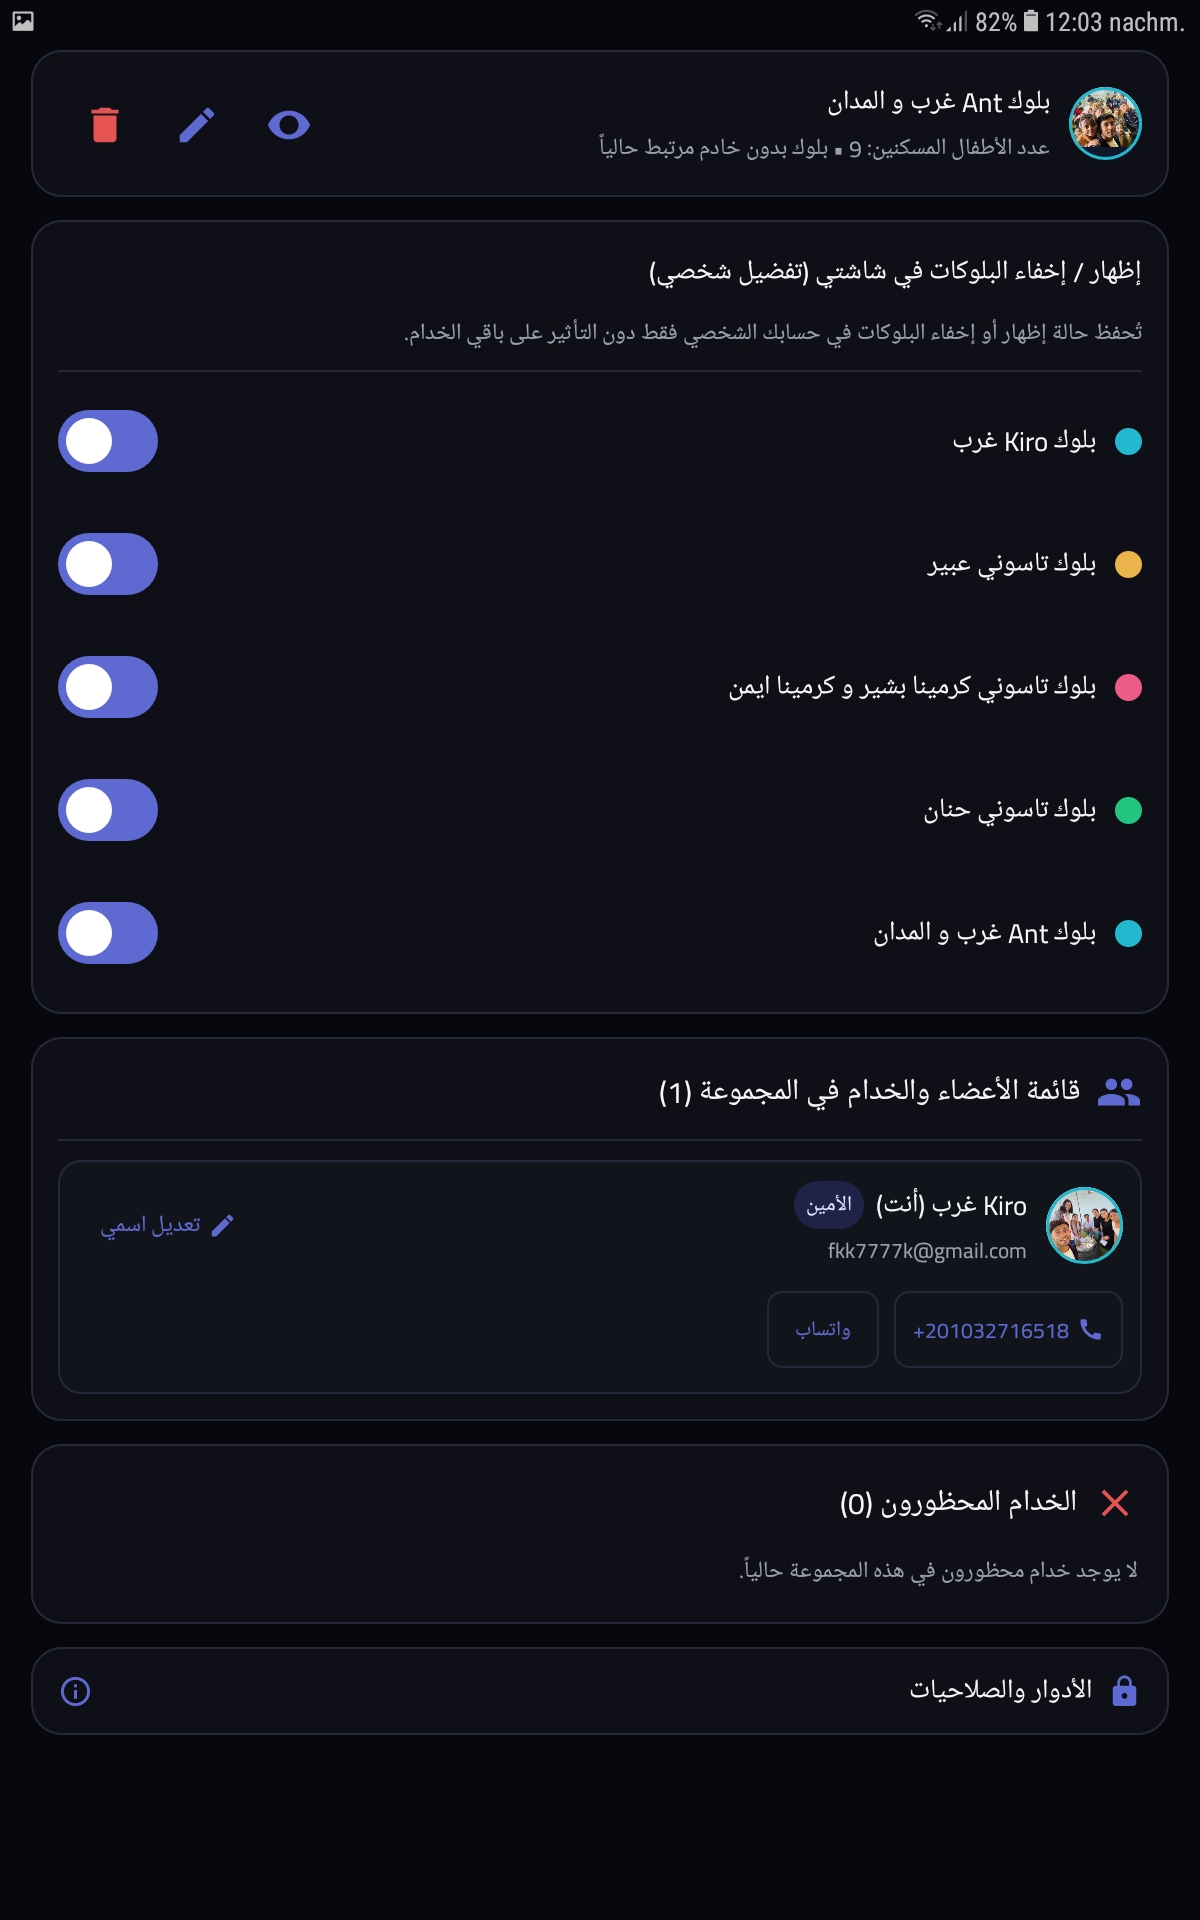 82% 12:03 nachm.
بلوك Ant غرب و المدان
عدد الأطفال المسكنين: 9 ▪ بلوك بدون خادم مرتبط حالياً
إظهار / إخفاء البلوكات في شاشتي (تفضيل شخصي)
تُحفظ حالة إظهار أو إخفاء البلوكات في حسابك الشخصي فقط دون التأثير على باقي الخدام.
بلوك Kiro غرب
بلوك تاسوني عبير
بلوك تاسوني كرمينا بشير و كرمينا ايمن
بلوك تاسوني حنان
بلوك Ant غرب و المدان
قائمة الأعضاء والخدام في المجموعة (1)
Kiro غرب (أنت) الأمين
تعديل اسمي
fkk7777k@gmail.com
+201032716518 واتساب
الخدام المحظورون (0)
لا يوجد خدام محظورون في هذه المجموعة حالياً.
الأدوار والصلاحيات